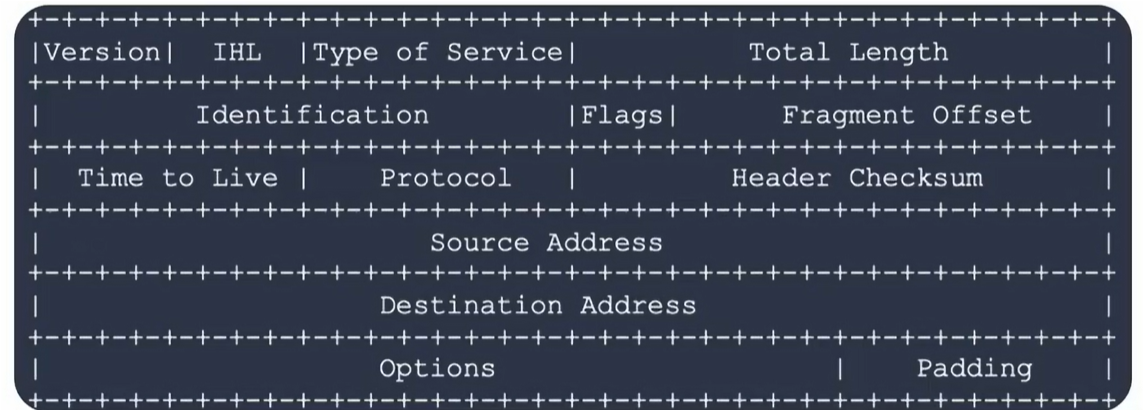 +-+-+-+-+-+-+-+-+-+-+-+-+-+-+-+-+-+-+-+-+-+-+-+-+-+-+-+-+-+-+-+-+
|Version|  IHL  |Type of Service|          Total Length         |
+-+-+-+-+-+-+-+-+-+-+-+-+-+-+-+-+-+-+-+-+-+-+-+-+-+-+-+-+-+-+-+-+
|         Identification        |Flags|      Fragment Offset    |
+-+-+-+-+-+-+-+-+-+-+-+-+-+-+-+-+-+-+-+-+-+-+-+-+-+-+-+-+-+-+-+-+
|  Time to Live |    Protocol   |         Header Checksum       |
+-+-+-+-+-+-+-+-+-+-+-+-+-+-+-+-+-+-+-+-+-+-+-+-+-+-+-+-+-+-+-+-+
|                       Source Address                          |
+-+-+-+-+-+-+-+-+-+-+-+-+-+-+-+-+-+-+-+-+-+-+-+-+-+-+-+-+-+-+-+-+
|                    Destination Address                        |
+-+-+-+-+-+-+-+-+-+-+-+-+-+-+-+-+-+-+-+-+-+-+-+-+-+-+-+-+-+-+-+-+
|                    Options                    |    Padding    |
+-+-+-+-+-+-+-+-+-+-+-+-+-+-+-+-+-+-+-+-+-+-+-+-+-+-+-+-+-+-+-+-+